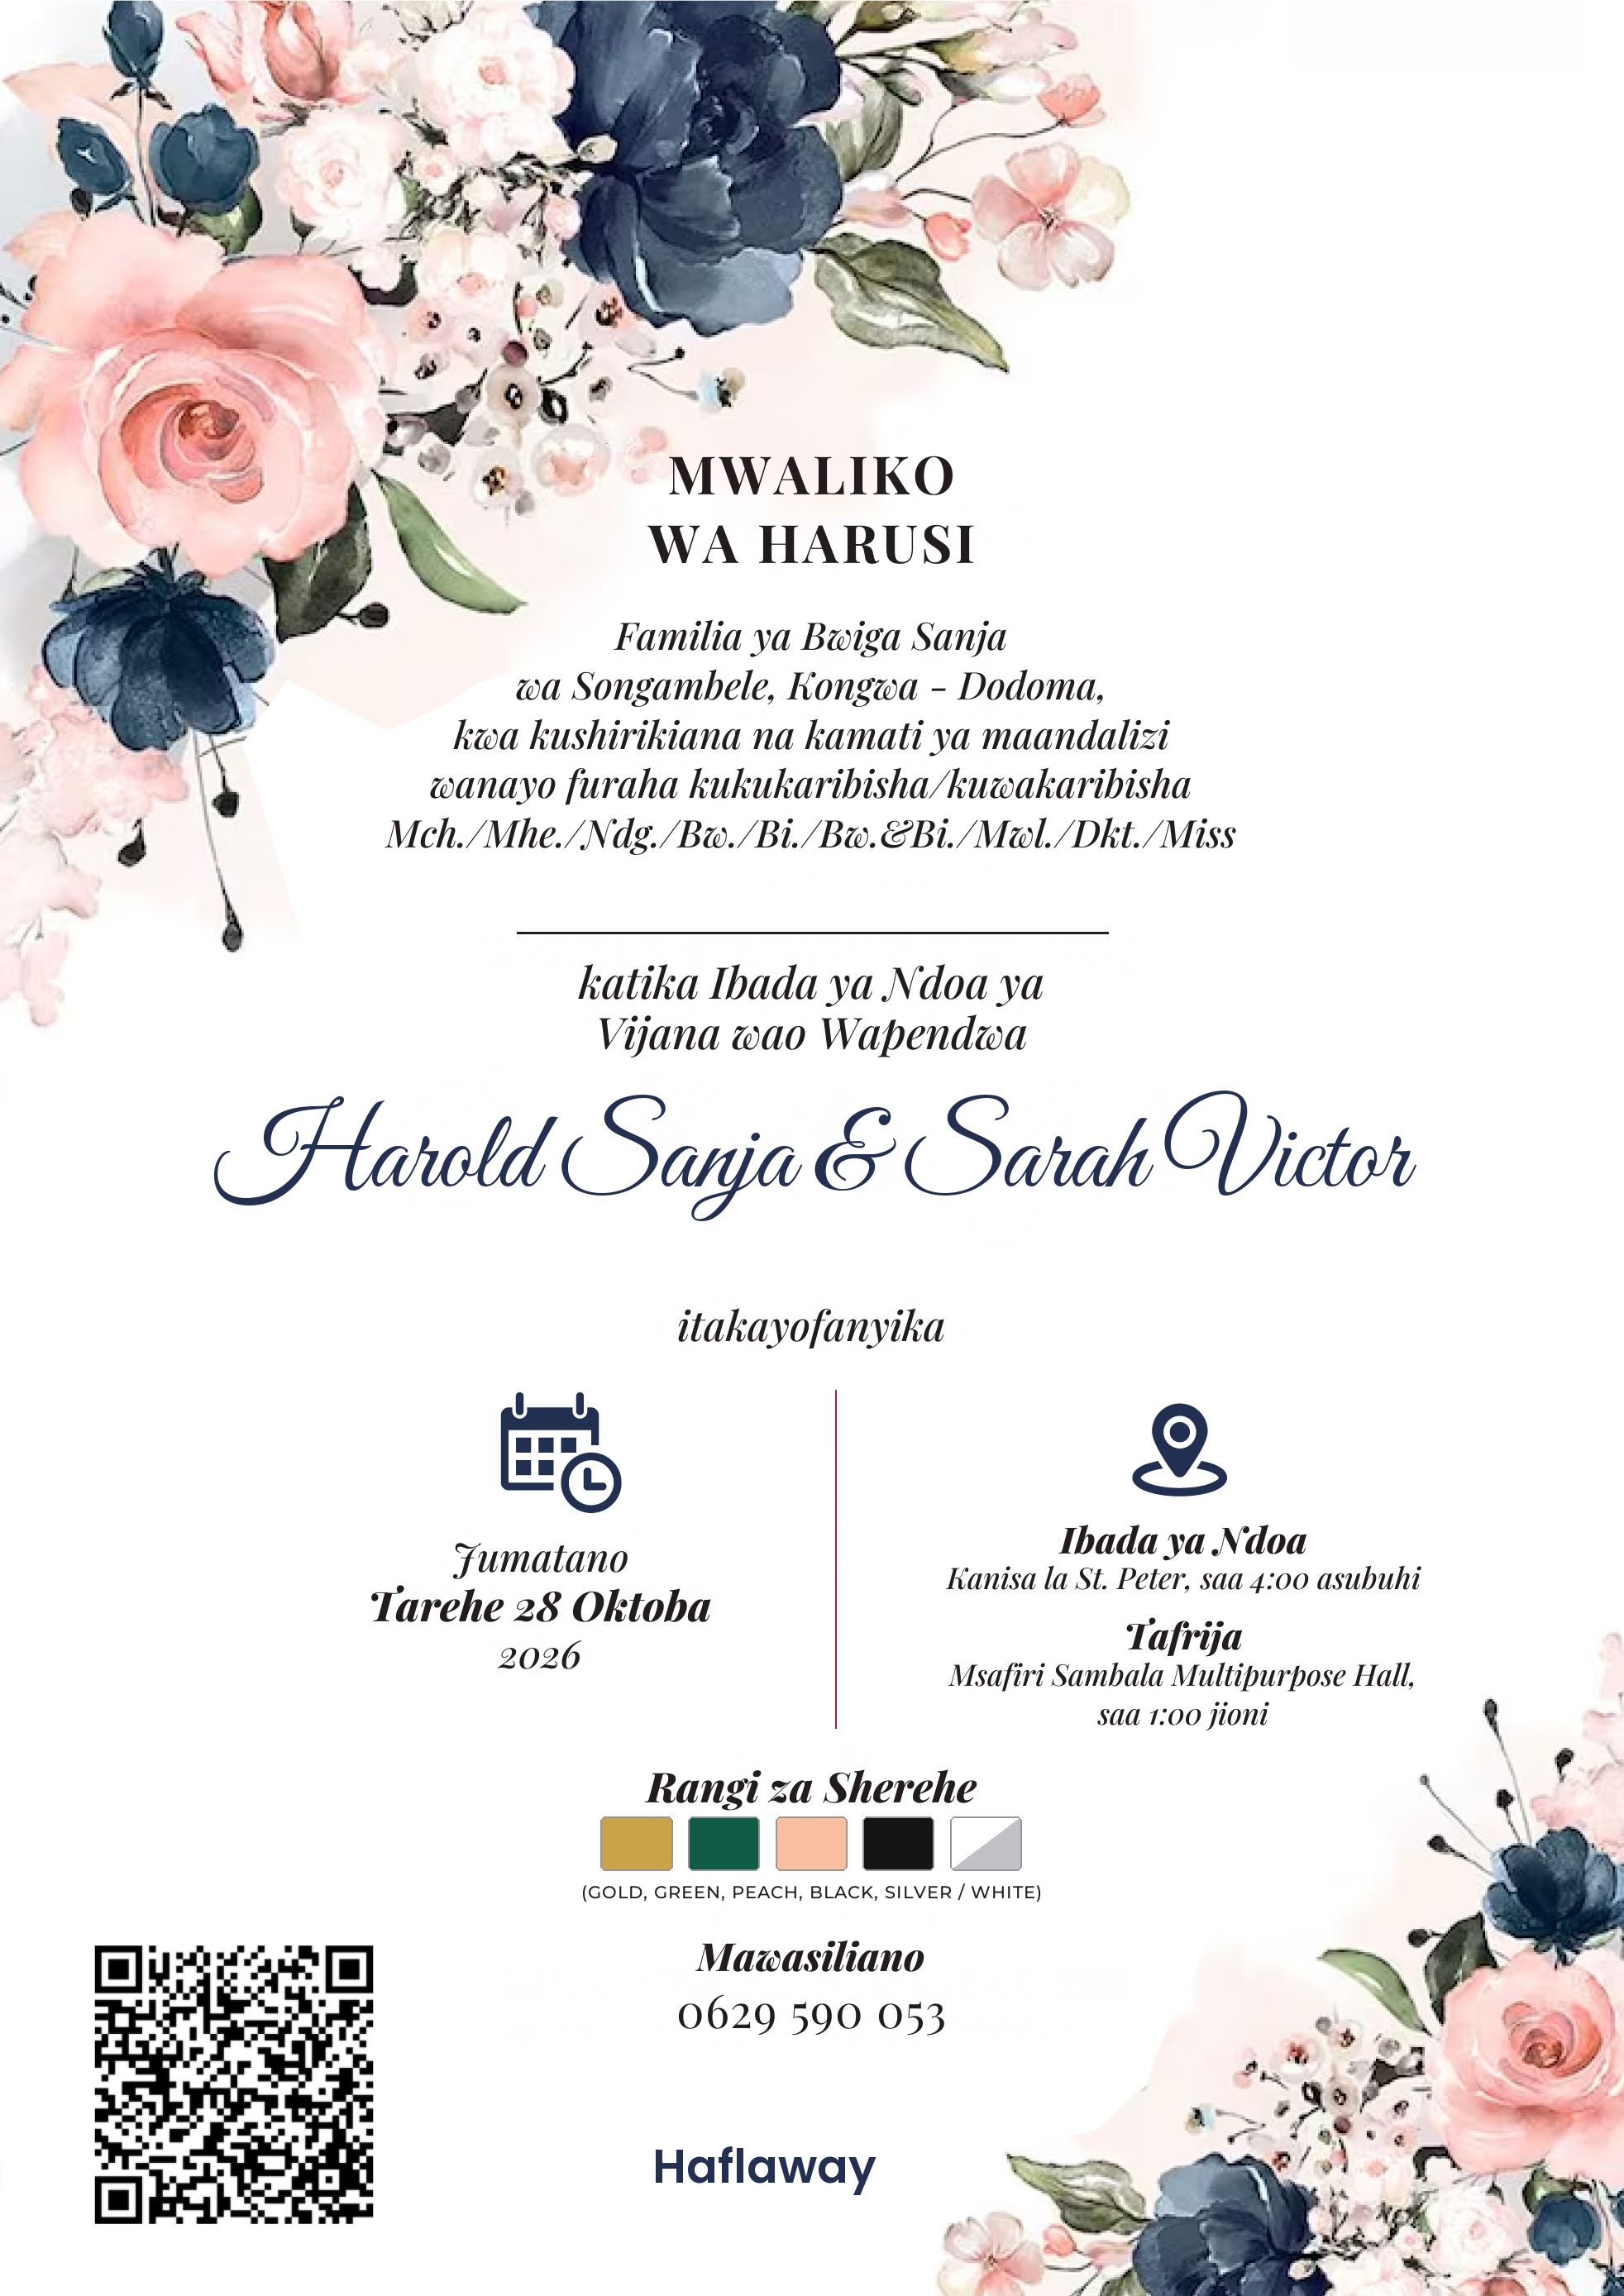 MWALIKO
WA HARUSI
Familia ya Bwiga Sanja
wa Songambele, Kongwa - Dodoma,
kwa kushirikiana na kamati ya maandalizi
wanayo furaha kukukaribisha/kuwakaribisha
Mch./Mhe./Ndg./Bw./Bi./Bw.&Bi./Mwl./Dkt./Miss
katika Ibada ya Ndoa ya
Vijana wao Wapendwa
Harold Sanja & Sarah Victor
itakayofanyika
Jumatano
Tarehe 28 Oktoba
2026
Ibada ya Ndoa
Kanisa la St. Peter, saa 4:00 asubuhi
Tafrija
Msafiri Sambala Multipurpose Hall,
saa 1:00 jioni
Rangi za Sherehe
(GOLD, GREEN, PEACH, BLACK, SILVER / WHITE)
Mawasiliano
0629 590 053
Haflaway